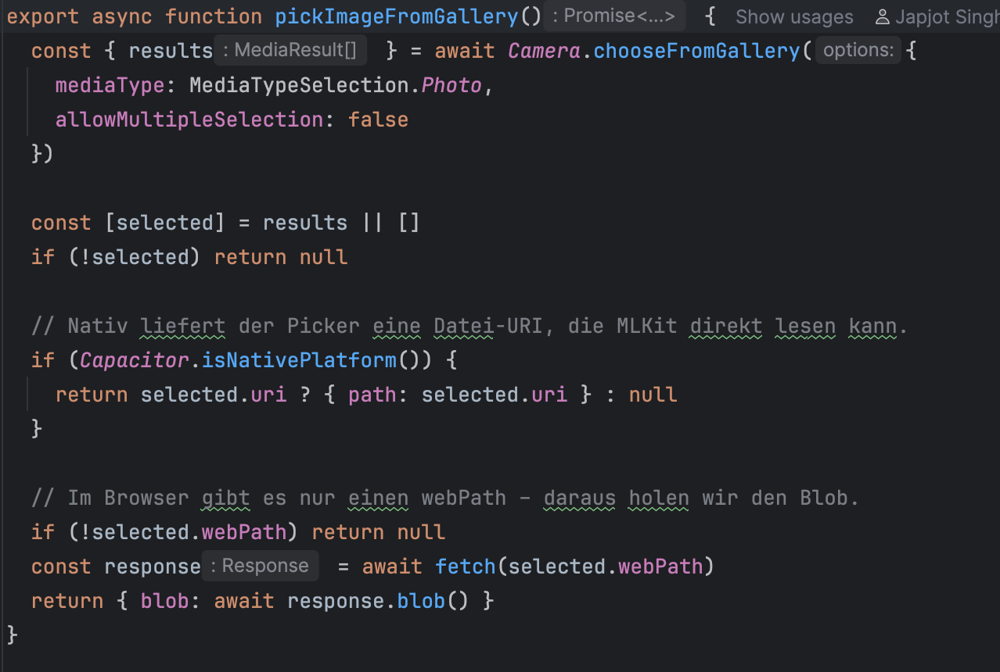 export async function pickImageFromGallery() : Promise<...> { Show usages Japjot Singh
const { results : MediaResult[] } = await Camera.chooseFromGallery( options: {
mediaType: MediaTypeSelection.Photo,
allowMultipleSelection: false
})
const [selected] = results || []
if (!selected) return null
// Nativ liefert der Picker eine Datei-URI, die MLKit direkt lesen kann.
if (Capacitor.isNativePlatform()) {
return selected.uri ? { path: selected.uri } : null
}
// Im Browser gibt es nur einen webPath – daraus holen wir den Blob.
if (!selected.webPath) return null
const response : Response = await fetch(selected.webPath)
return { blob: await response.blob() }
}